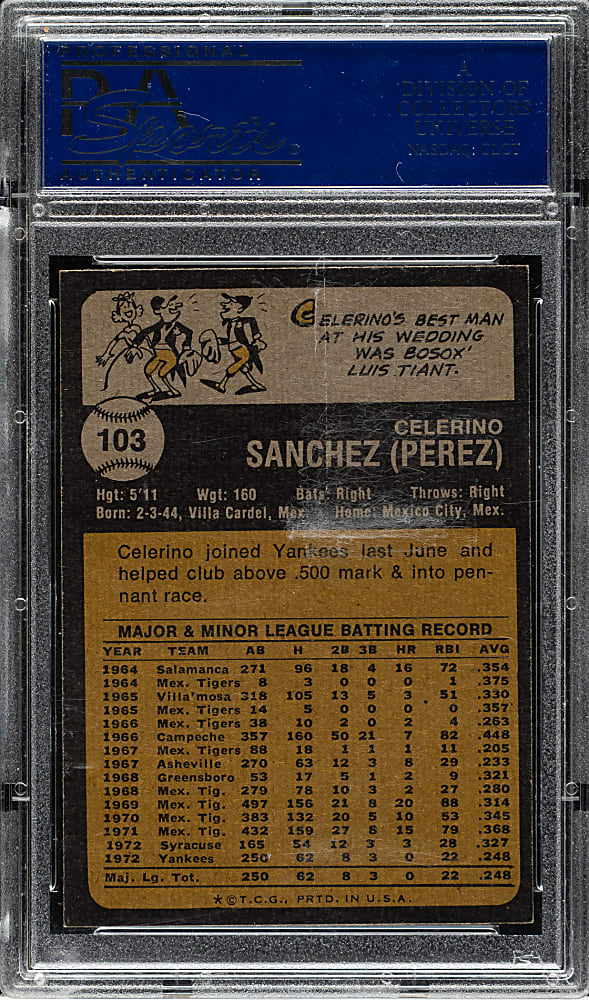 PROFESSIONAL
PSA
Sports
AUTHENTICATOR
A
DIVISION OF
COLLECTORS
UNIVERSE
NASDAQ: CLCT
CELERINO'S BEST MAN
AT HIS WEDDING
WAS BOSOX'
LUIS TIANT.
103
CELERINO
SANCHEZ (PEREZ)
Hgt: 5'11 Wgt: 160 Bats: Right Throws: Right
Born: 2-3-44, Villa Cardel, Mex. Home: Mexico City, Mex.
Celerino joined Yankees last June and
helped club above .500 mark & into pen-
nant race.
MAJOR & MINOR LEAGUE BATTING RECORD
YEAR TEAM AB H 2B 3B HR RBI AVG
1964 Salamanca 271 96 18 4 16 72 .354
1964 Mex. Tigers 8 3 0 0 0 1 .375
1965 Villa'mosa 318 105 13 5 3 51 .330
1965 Mex. Tigers 14 5 0 0 0 0 .357
1966 Mex. Tigers 38 10 2 0 2 4 .263
1966 Campeche 357 160 50 21 7 82 .448
1967 Mex. Tigers 88 18 1 1 1 11 .205
1967 Asheville 270 63 12 3 8 29 .233
1968 Greensboro 53 17 5 1 2 9 .321
1968 Mex. Tig. 279 78 10 3 2 27 .280
1969 Mex. Tig. 497 156 21 8 20 88 .314
1970 Mex. Tig. 383 132 20 5 10 53 .345
1971 Mex. Tig. 432 159 27 8 15 79 .368
1972 Syracuse 165 54 12 3 3 28 .327
1972 Yankees 250 62 8 3 0 22 .248
Maj. Lg. Tot. 250 62 8 3 0 22 .248
*©T.C.G., PRTD. IN U.S.A.
PSA